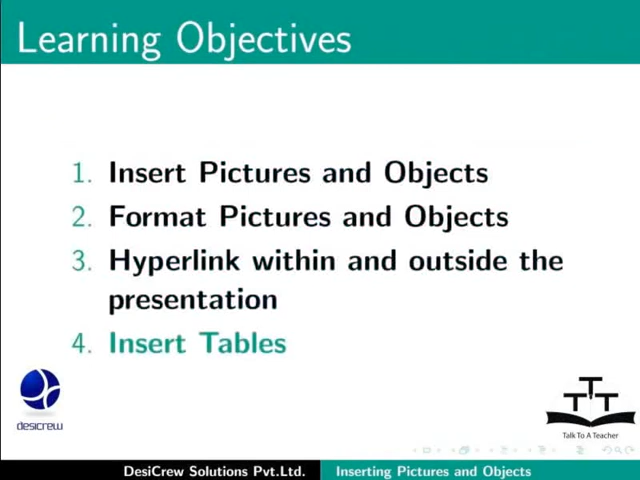 Learning Objectives
1. Insert Pictures and Objects
2. Format Pictures and Objects
3. Hyperlink within and outside the
presentation
4. Insert Tables
desicrew
TTT
Talk To A Teacher
DesiCrew Solutions Pvt.Ltd. Inserting Pictures and Objects